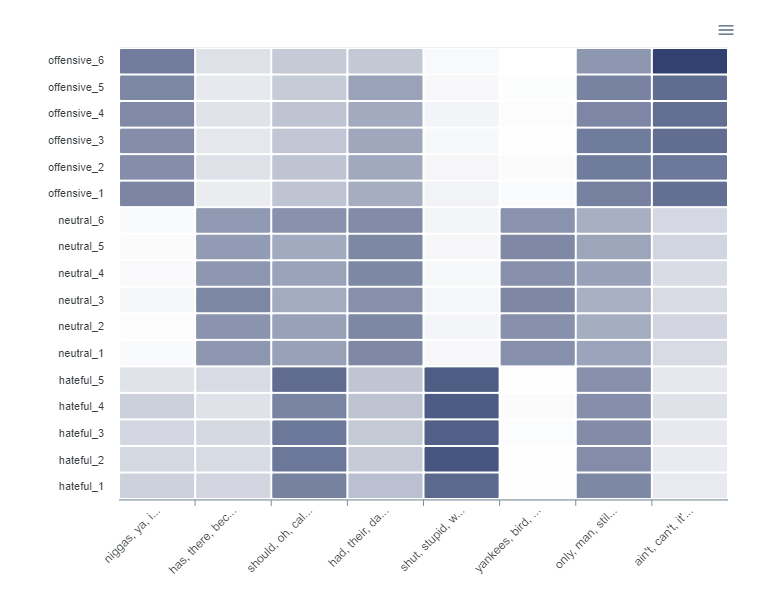 offensive_6
offensive_5
offensive_4
offensive_3
offensive_2
offensive_1
neutral_6
neutral_5
neutral_4
neutral_3
neutral_2
neutral_1
hateful_5
hateful_4
hateful_3
hateful_2
hateful_1
niggas, ya, i...
has, there, bec...
should, oh, cal...
had, their, da...
shut, stupid, w...
yankees, bird, ...
only, man, stil...
ain't, can't, it'...